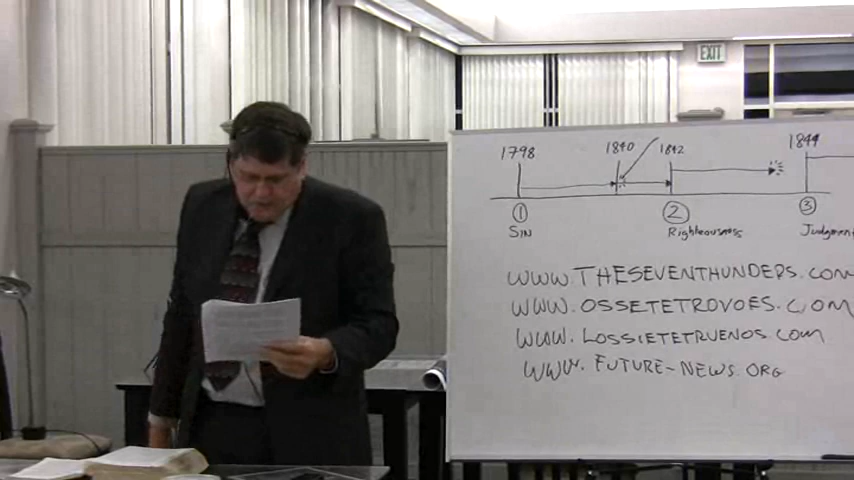 EXIT
1798 1840 1842 1844
1 2 3
SIN Righteousness Judgment
WWW.THESEVENTHUNDERS.COM
WWW.OSSETETROVOES.COM
WWW.LOSSIETETRUENOS.COM
WWW.FUTURE-NEWS.ORG